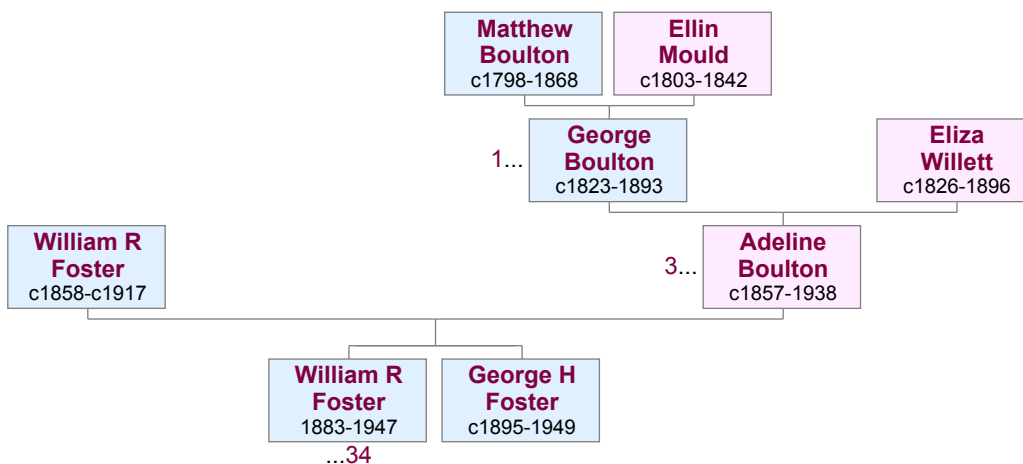 Matthew
Boulton
c1798-1868
Ellin
Mould
c1803-1842
1...
George
Boulton
c1823-1893
Eliza
Willett
c1826-1896
William R
Foster
c1858-c1917
3...
Adeline
Boulton
c1857-1938
William R
Foster
1883-1947
...34
George H
Foster
c1895-1949